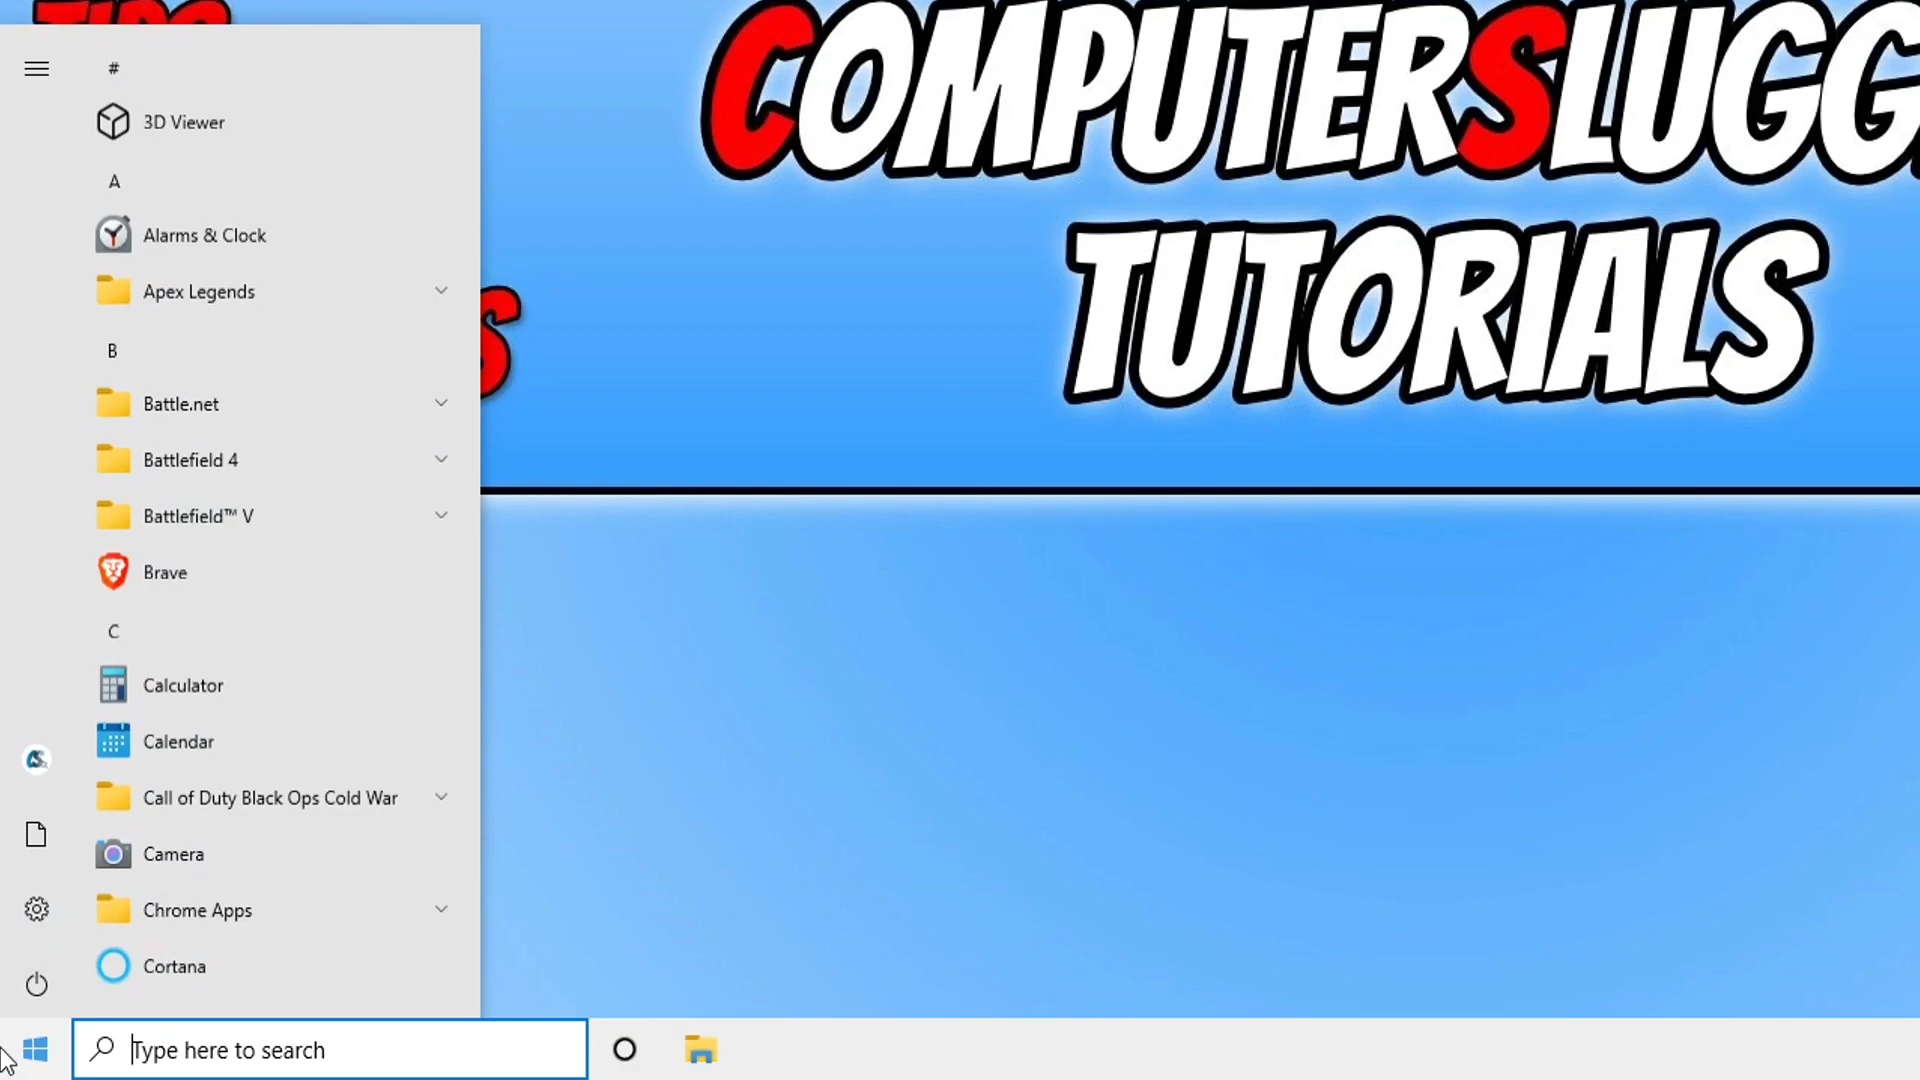 TIPS
COMPUTERSLUGG
TUTORIALS
S
#
3D Viewer
A
Alarms & Clock
Apex Legends
B
Battle.net
Battlefield 4
Battlefield™ V
Brave
C
Calculator
Calendar
Call of Duty Black Ops Cold War
Camera
Chrome Apps
Cortana
Type here to search